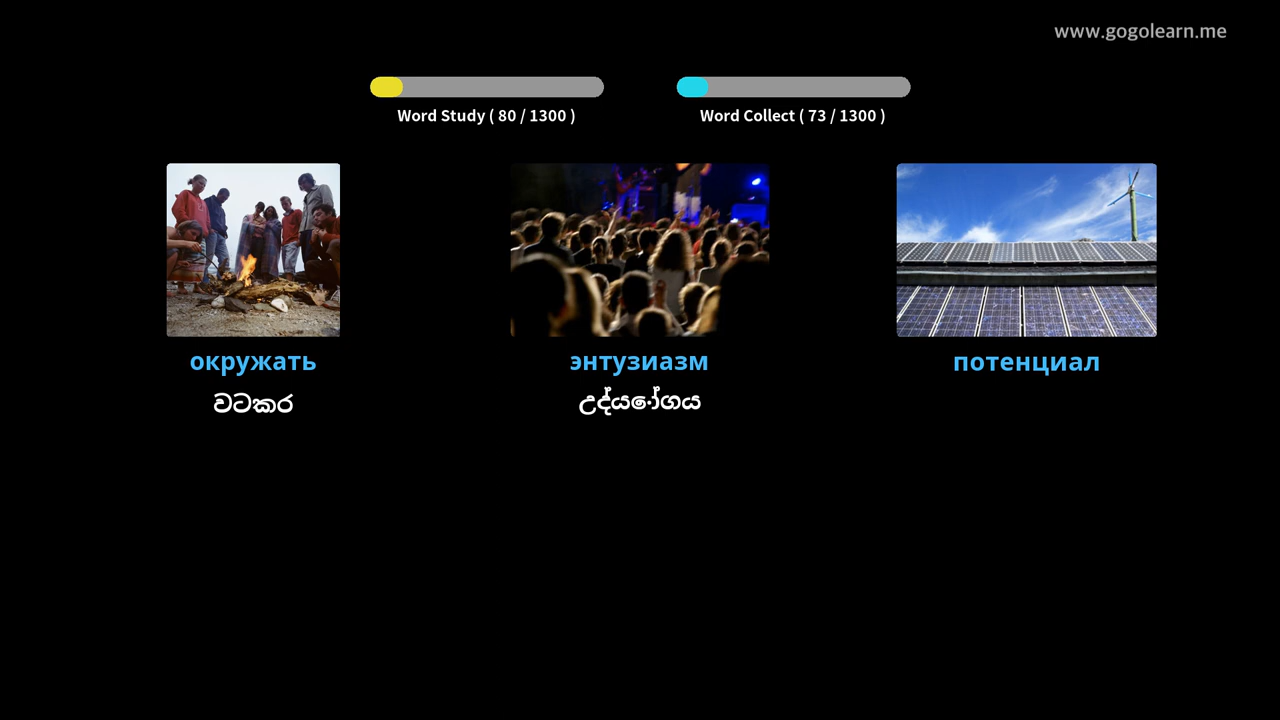 www.gogolearn.me
Word Study ( 80 / 1300 )
Word Collect ( 73 / 1300 )
окружать
энтузиазм
потенциал
වටකර
උද්යෝගය